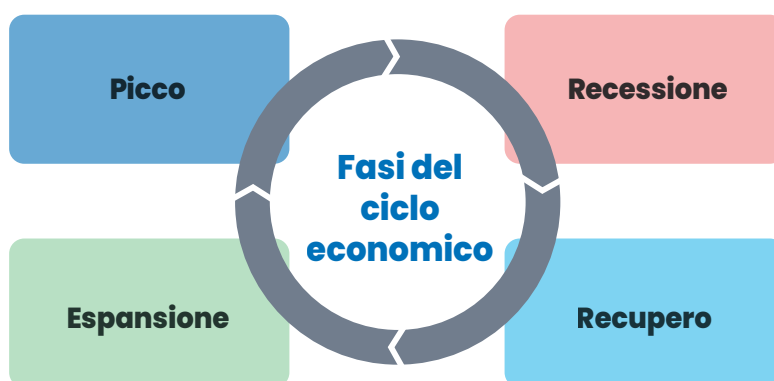 Picco
Recessione
Fasi del
ciclo
economico
Espansione
Recupero